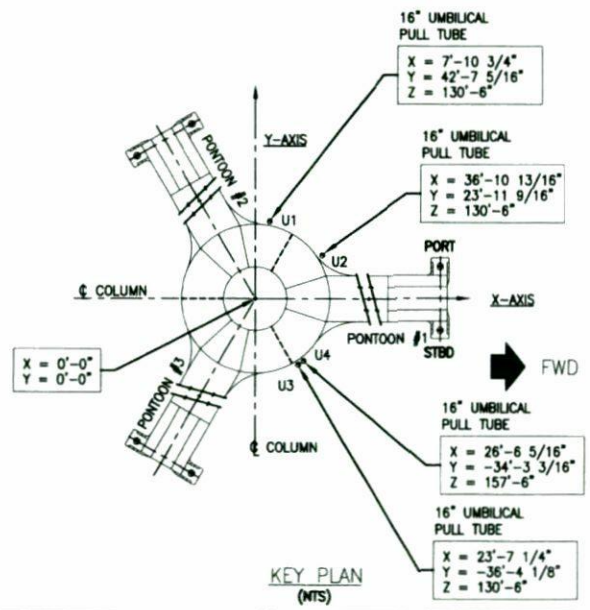 16" UMBILICAL
PULL TUBE
X = 7'-10 3/4"
Y = 42'-7 5/16"
Z = 130'-6"
16" UMBILICAL
PULL TUBE
X = 36'-10 13/16"
Y = 23'-11 9/16"
Z = 130'-6"
Y-AXIS
PONTOON #2
U1
U2
PORT
℄ COLUMN
X-AXIS
PONTOON #1
STBD
U4
U3
FWD
X = 0'-0"
Y = 0'-0"
PONTOON #3
℄ COLUMN
16" UMBILICAL
PULL TUBE
X = 26'-6 5/16"
Y = -34'-3 3/16"
Z = 157'-6"
16" UMBILICAL
PULL TUBE
X = 23'-7 1/4"
Y = -36'-4 1/8"
Z = 130'-6"
KEY PLAN
(NTS)